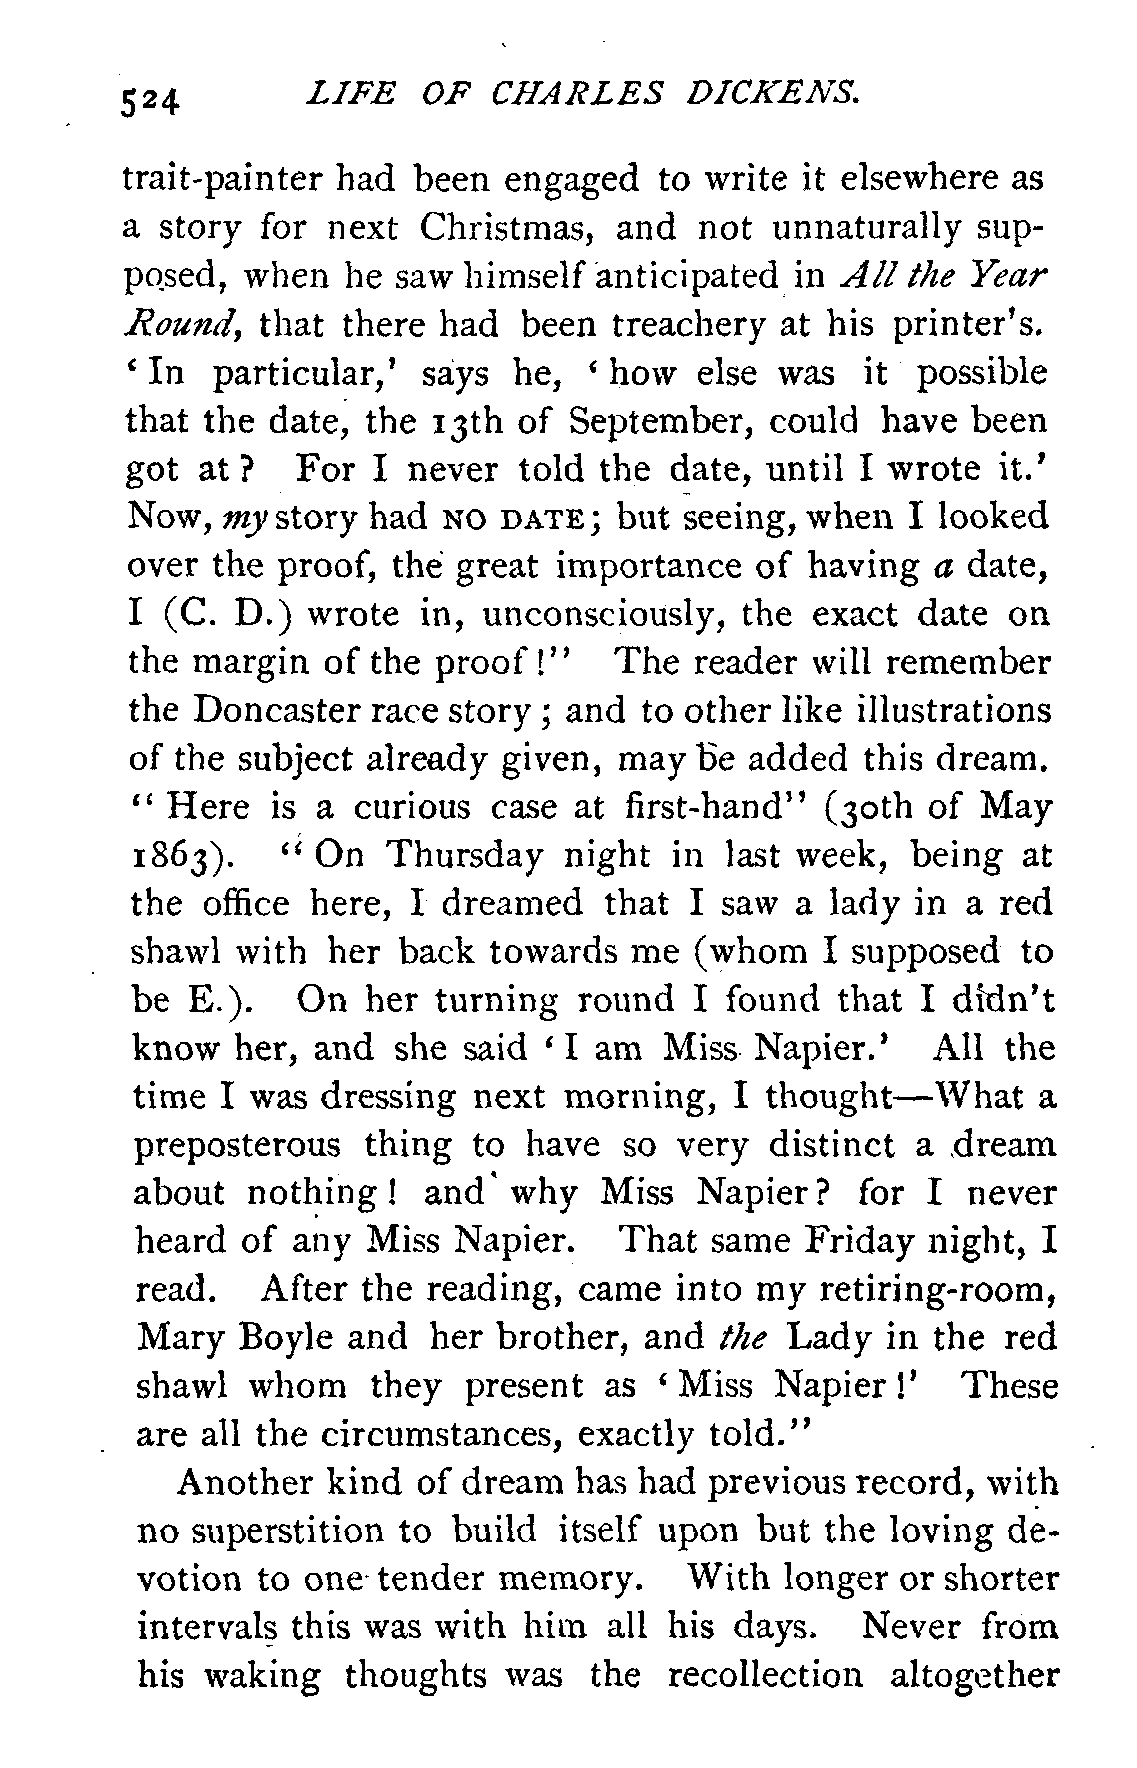 524 LIFE OF CHARLES DICKENS.
trait-painter had been engaged to write it elsewhere as
a story for next Christmas, and not unnaturally sup-
posed, when he saw himself anticipated in All the Year
Round, that there had been treachery at his printer's.
‘ In particular,’ says he, ‘ how else was it possible
that the date, the 13th of September, could have been
got at ? For I never told the date, until I wrote it.’
Now, my story had NO DATE; but seeing, when I looked
over the proof, the great importance of having a date,
I (C. D.) wrote in, unconsciously, the exact date on
the margin of the proof !” The reader will remember
the Doncaster race story ; and to other like illustrations
of the subject already given, may be added this dream.
“ Here is a curious case at first-hand” (30th of May
1863). “ On Thursday night in last week, being at
the office here, I dreamed that I saw a lady in a red
shawl with her back towards me (whom I supposed to
be E.). On her turning round I found that I didn't
know her, and she said ‘ I am Miss Napier.’ All the
time I was dressing next morning, I thought—What a
preposterous thing to have so very distinct a dream
about nothing ! and why Miss Napier ? for I never
heard of any Miss Napier. That same Friday night, I
read. After the reading, came into my retiring-room,
Mary Boyle and her brother, and the Lady in the red
shawl whom they present as ‘ Miss Napier !’ These
are all the circumstances, exactly told.”
Another kind of dream has had previous record, with
no superstition to build itself upon but the loving de-
votion to one tender memory. With longer or shorter
intervals this was with him all his days. Never from
his waking thoughts was the recollection altogether